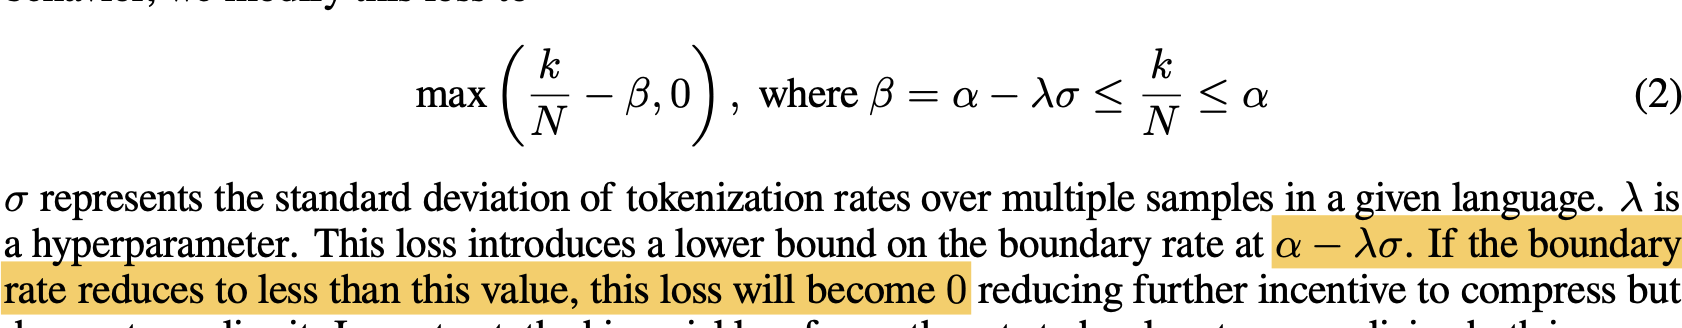 max ( k/N − β, 0 ) , where β = α − λσ ≤ k/N ≤ α (2)
σ represents the standard deviation of tokenization rates over multiple samples in a given language. λ is
a hyperparameter. This loss introduces a lower bound on the boundary rate at α − λσ. If the boundary
rate reduces to less than this value, this loss will become 0 reducing further incentive to compress but